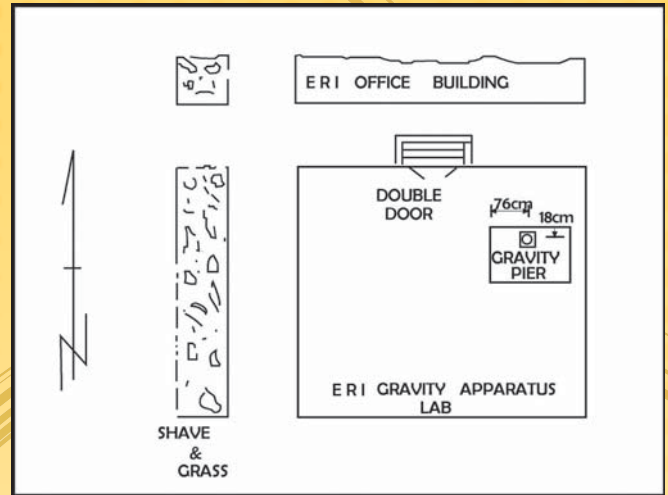 ERI OFFICE BUILDING
DOUBLE
DOOR
76cm
18cm
GRAVITY
PIER
ERI GRAVITY APPARATUS
LAB
SHAVE
&
GRASS
N